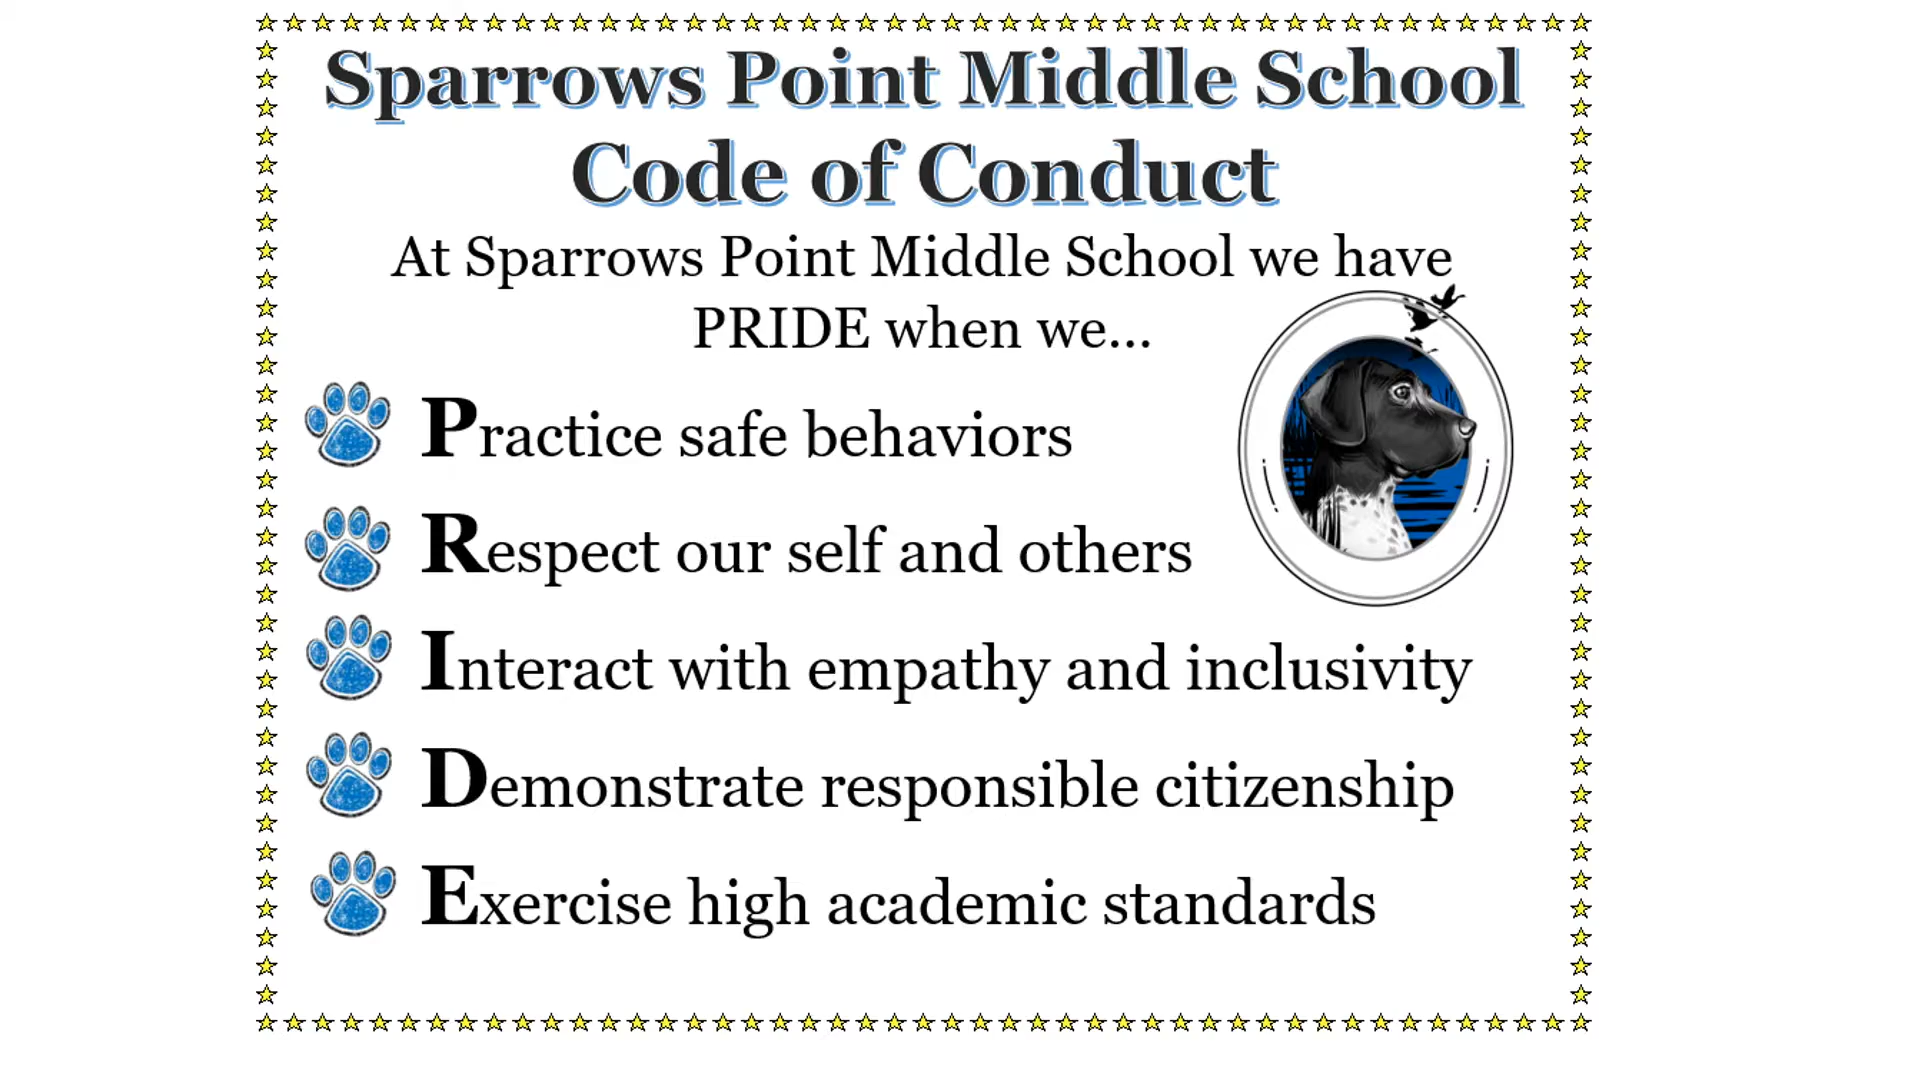 Sparrows Point Middle School
Code of Conduct
At Sparrows Point Middle School we have
PRIDE when we...
Practice safe behaviors
Respect our self and others
Interact with empathy and inclusivity
Demonstrate responsible citizenship
Exercise high academic standards